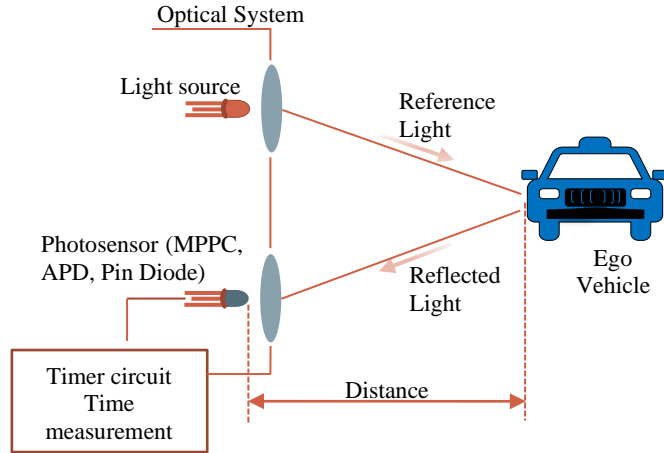 Optical System
Light source
Reference
Light
Photosensor (MPPC,
APD, Pin Diode)
Reflected
Light
Ego
Vehicle
Timer circuit
Time
measurement
Distance